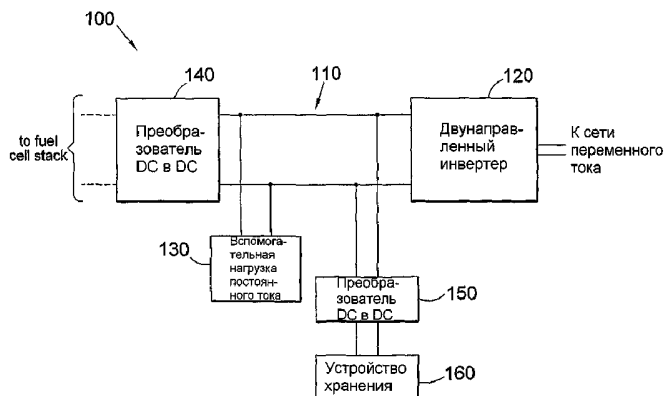 100
140
110
120
to fuel
cell stack
Преобра-
зователь
DC в DC
Двунаправ-
ленный
инвертер
К сети
переменного
тока
130
Вспомога-
тельная
нагрузка
постоян-
ного тока
Преобра-
зователь
DC в DC
150
Устройство
хранения
160